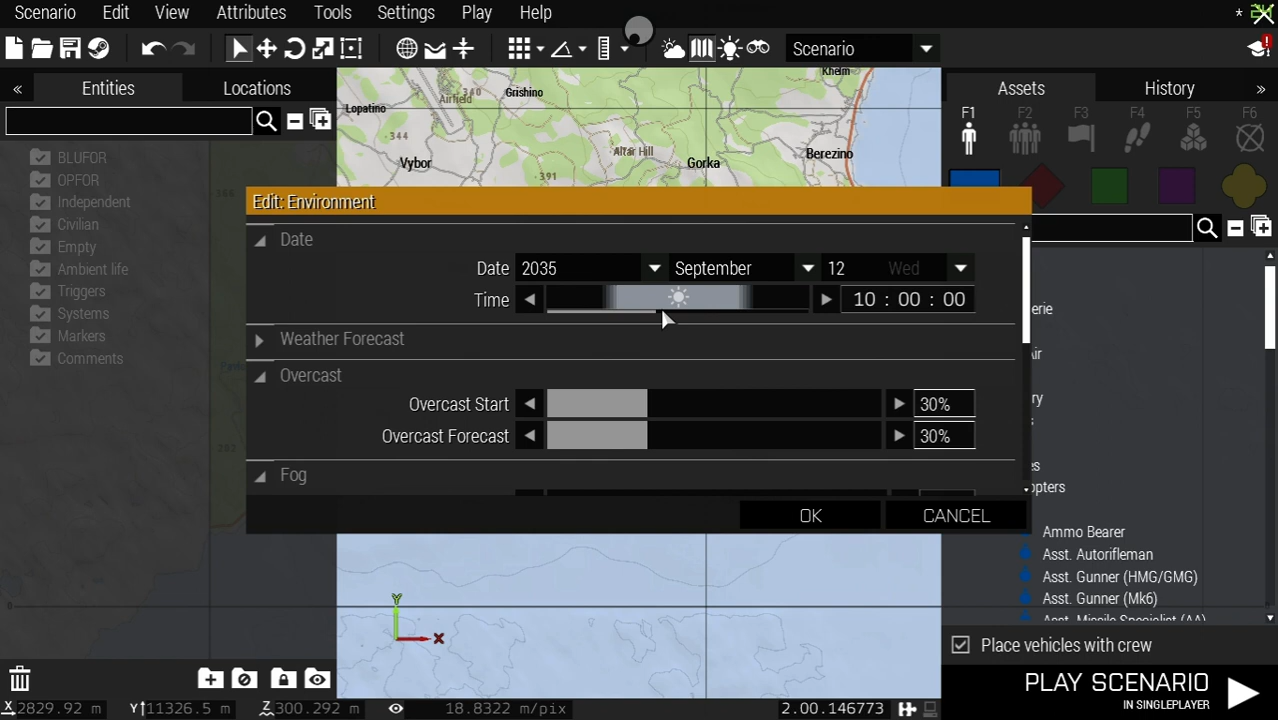 Scenario Edit View Attributes Tools Settings Play Help
Scenario
« Entities Locations
Assets History »
F1 F2 F3 F4 F5 F6
BLUFOR
OPFOR
Independent
Civilian
Empty
Ambient life
Triggers
Systems
Markers
Comments
Lopatino
Airfield
340
Grishino
Khelm
344
Vybor
Altar Hill
Gorka
Berezino
391
Edit: Environment
Date
Date 2035 September 12 Wed
Time 10 : 00 : 00
Weather Forecast
Overcast
Overcast Start 30%
Overcast Forecast 30%
Fog
OK CANCEL
Ammo Bearer
Asst. Autorifleman
Asst. Gunner (HMG/GMG)
Asst. Gunner (Mk6)
Asst. Missile Specialist (AA)
Place vehicles with crew
PLAY SCENARIO
IN SINGLEPLAYER
Y
X
X 2829.92 m Y 11326.5 m Z 300.292 m 18.8322 m/pix 2.00.146773